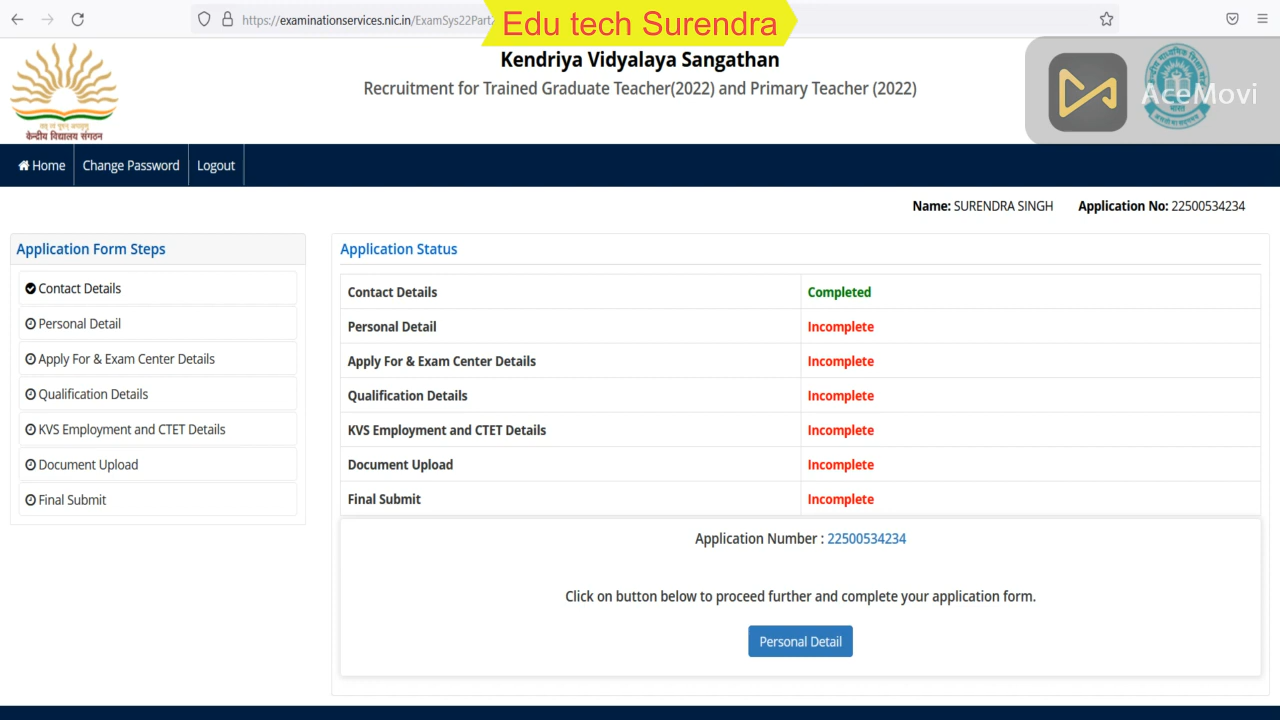 https://examinationservices.nic.in/ExamSys22Part
Edu tech Surendra
Kendriya Vidyalaya Sangathan
Recruitment for Trained Graduate Teacher(2022) and Primary Teacher (2022)
केन्द्रीय विद्यालय संगठन
AceMovi
भारत
Home
Change Password
Logout
Name: SURENDRA SINGH
Application No: 22500534234
Application Form Steps
Contact Details
Personal Detail
Apply For & Exam Center Details
Qualification Details
KVS Employment and CTET Details
Document Upload
Final Submit
Application Status
Contact Details Completed
Personal Detail Incomplete
Apply For & Exam Center Details Incomplete
Qualification Details Incomplete
KVS Employment and CTET Details Incomplete
Document Upload Incomplete
Final Submit Incomplete
Application Number : 22500534234
Click on button below to proceed further and complete your application form.
Personal Detail